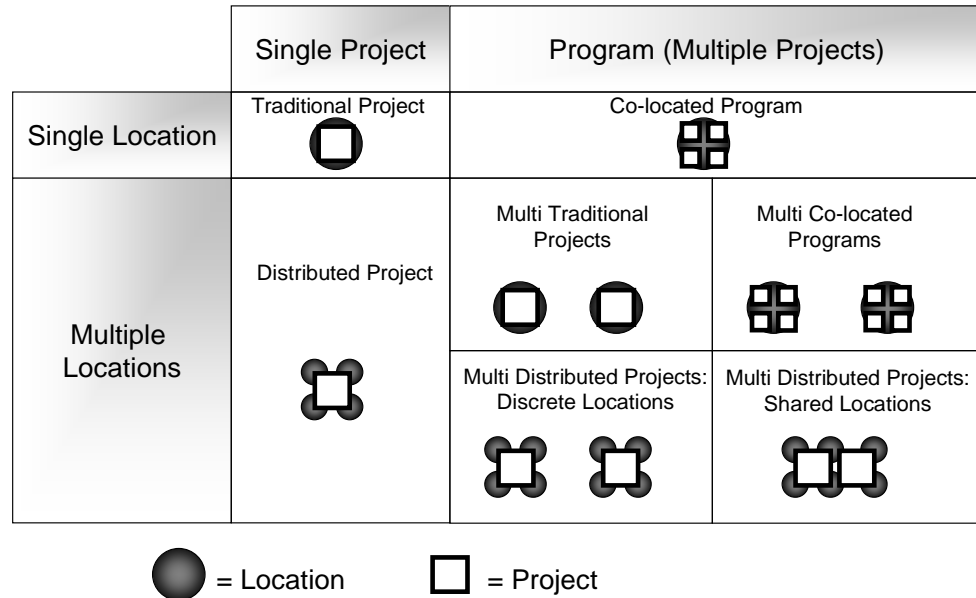 Single Project
Program (Multiple Projects)
Single Location
Traditional Project
Co-located Program
Multiple
Locations
Distributed Project
Multi Traditional
Projects
Multi Co-located
Programs
Multi Distributed Projects:
Discrete Locations
Multi Distributed Projects:
Shared Locations
= Location
= Project